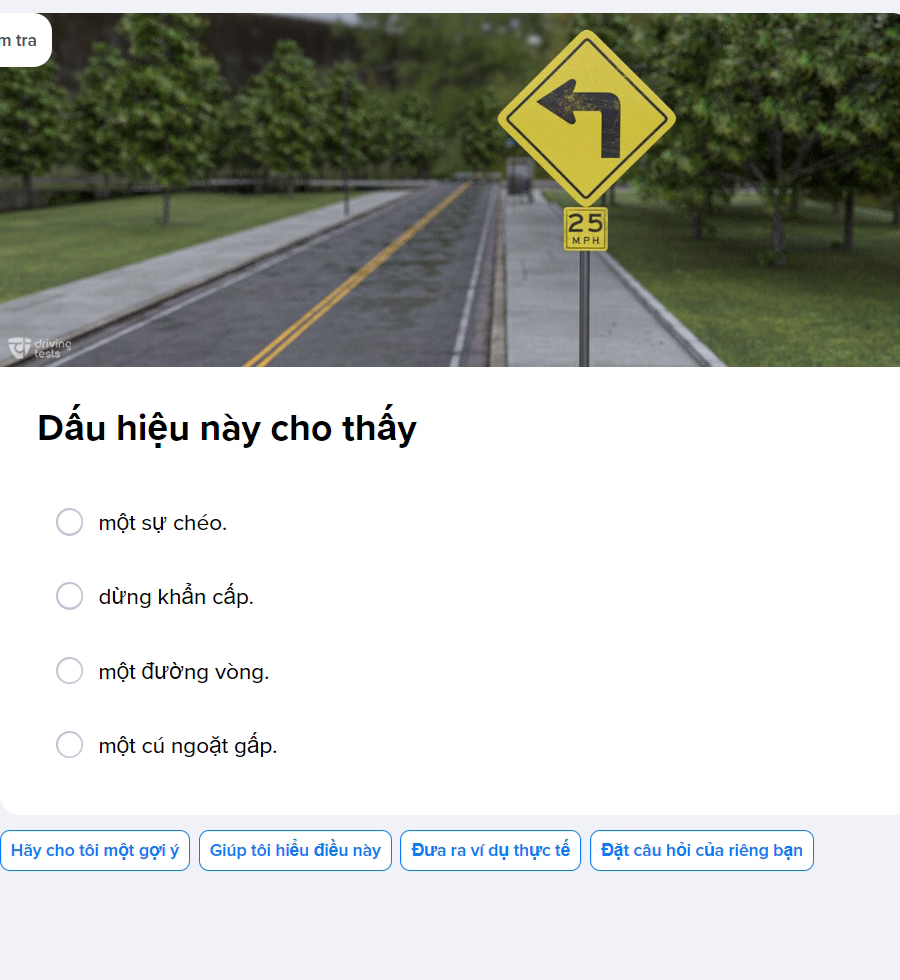 m tra
25
M.P.H
driving
tests
Dấu hiệu này cho thấy
một sự chéo.
dừng khẩn cấp.
một đường vòng.
một cú ngoặt gấp.
Hãy cho tôi một gợi ý
Giúp tôi hiểu điều này
Đưa ra ví dụ thực tế
Đặt câu hỏi của riêng bạn